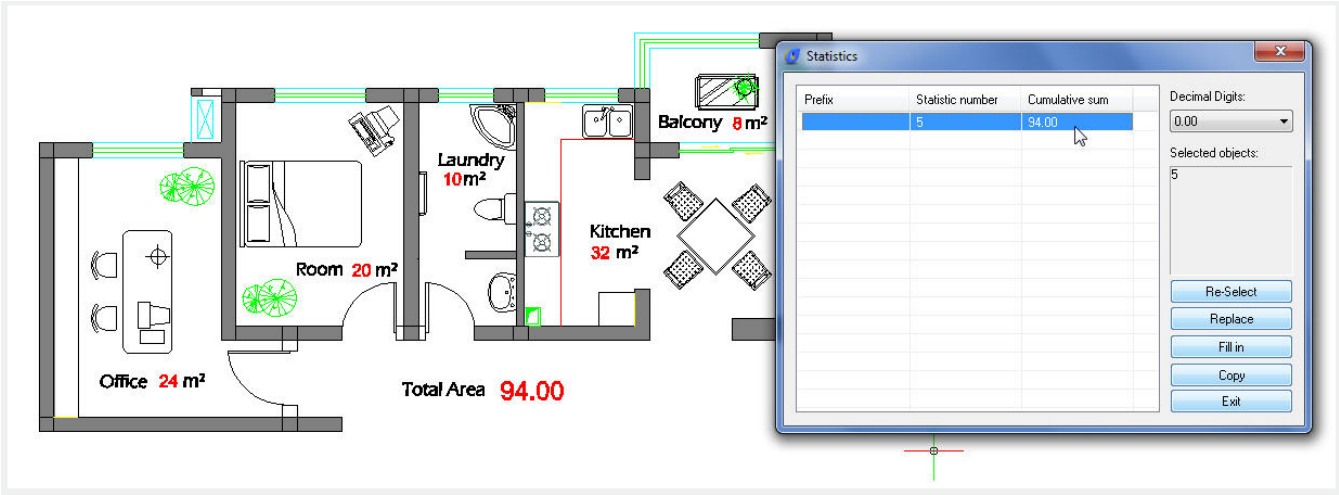 Balcony 8 m²
Laundry
10m²
Kitchen
32 m²
Room 20 m²
Office 24 m²
Total Area 94.00
Statistics
Prefix Statistic number Cumulative sum
5 94.00
Decimal Digits:
0.00
Selected objects:
5
Re-Select
Replace
Fill in
Copy
Exit